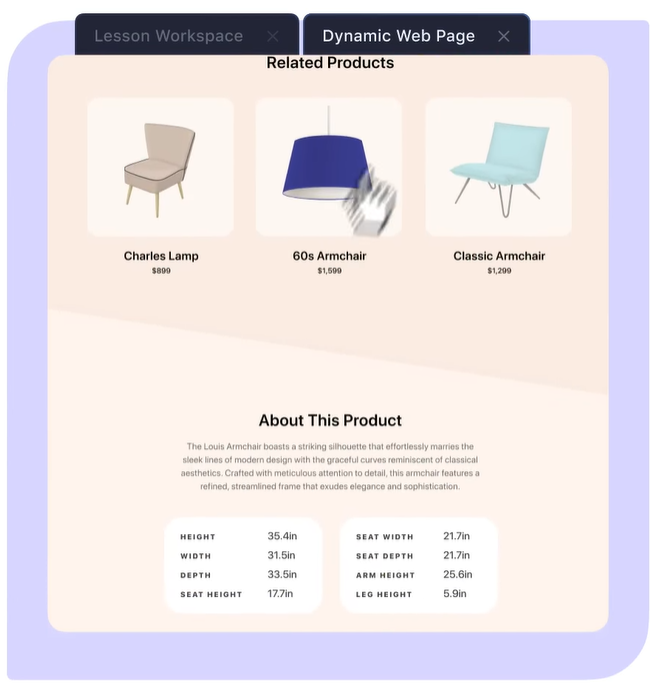 Lesson Workspace
Dynamic Web Page
Related Products
Charles Lamp
60s Armchair
Classic Armchair
$899
$1,599
$1,299
About This Product
The Louis Armchair boasts a striking silhouette that effortlessly marries the
sleek lines of modern design with the graceful curves reminiscent of classical
aesthetics. Crafted with meticulous attention to detail, this armchair features a
refined, streamlined frame that exudes elegance and sophistication.
HEIGHT 35.4in
WIDTH 31.5in
DEPTH 33.5in
SEAT HEIGHT 17.7in
SEAT WIDTH 21.7in
SEAT DEPTH 21.7in
ARM HEIGHT 25.6in
LEG HEIGHT 5.9in